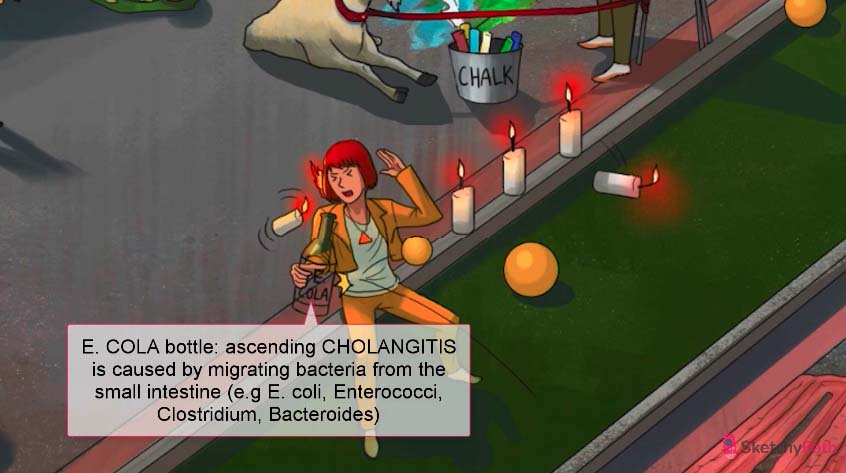 CHALK
COLA
E. COLA bottle: ascending CHOLANGITIS
is caused by migrating bacteria from the
small intestine (e.g E. coli, Enterococci,
Clostridium, Bacteroides)
SketchyPath